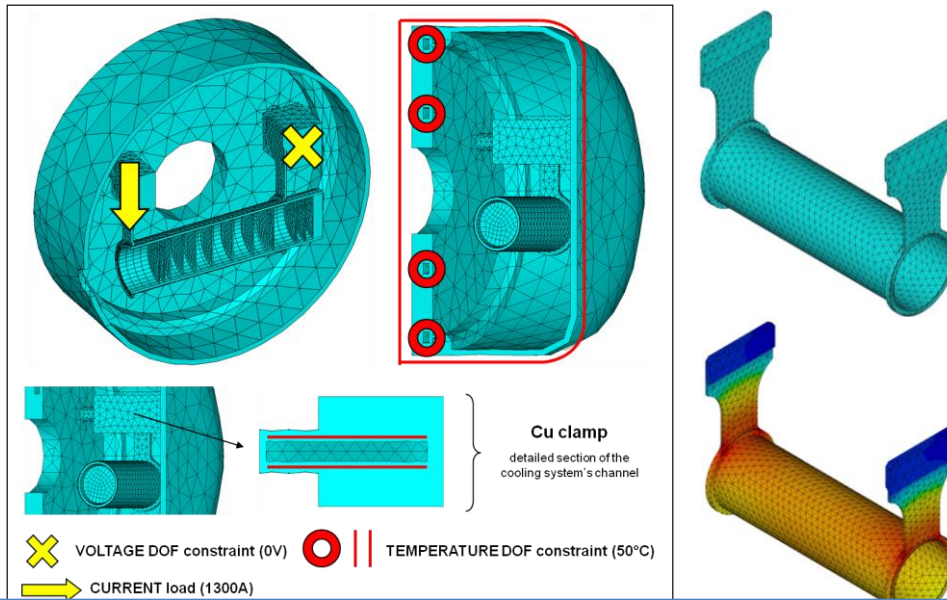 Cu clamp
detailed section of the
cooling system's channel
VOLTAGE DOF constraint (0V)
TEMPERATURE DOF constraint (50°C)
CURRENT load (1300A)